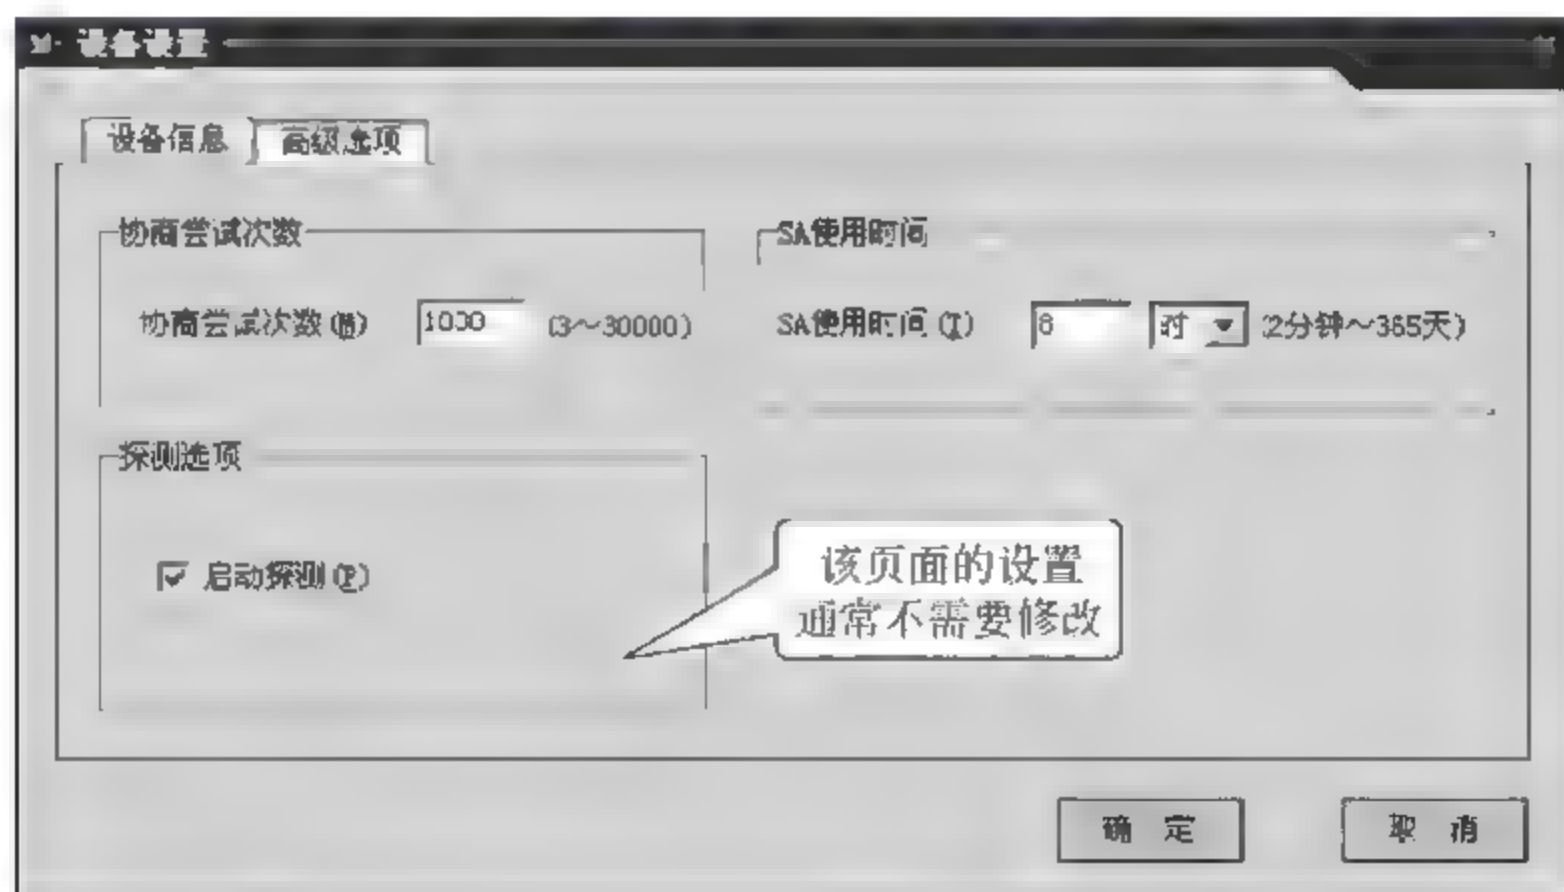 设备设置
设备信息 高级选项
协商尝试次数
协商尝试次数(N) 1000 (3～30000)
SA使用时间
SA使用时间(T) 8 时 (2分钟～365天)
探测选项
启动探测(P)
该页面的设置
通常不需要修改
确 定 取 消